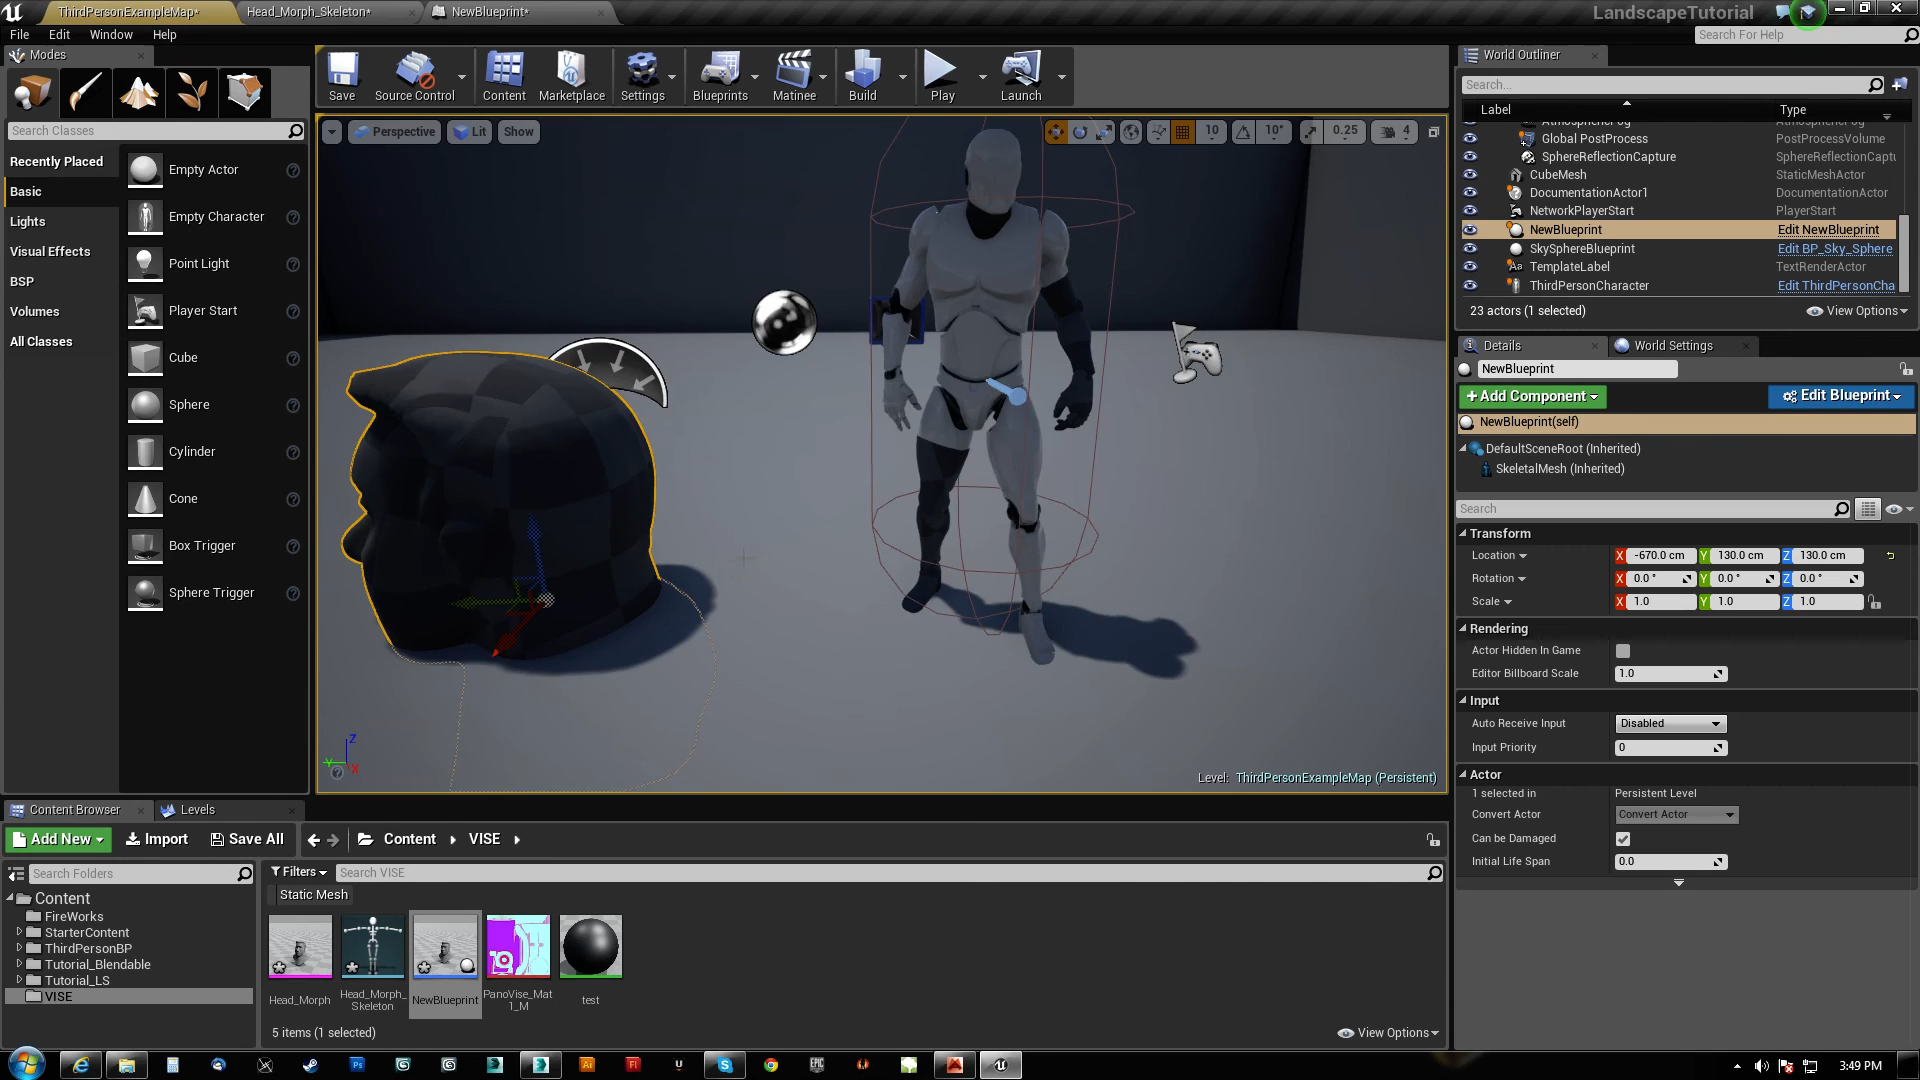 ThirdPersonExampleMap*
Head_Morph_Skeleton*
NewBlueprint*
LandscapeTutorial
File Edit Window Help
Search For Help
Modes
Search Classes
Recently Placed
Basic
Lights
Visual Effects
BSP
Volumes
All Classes
Empty Actor
Empty Character
Point Light
Player Start
Cube
Sphere
Cylinder
Cone
Box Trigger
Sphere Trigger
Save
Source Control
Content
Marketplace
Settings
Blueprints
Matinee
Build
Play
Launch
Perspective
Lit
Show
10
10°
0.25
4
Z
Y
X
Level: ThirdPersonExampleMap (Persistent)
World Outliner
Search...
Label Type
AtmosphericFog
Global PostProcess PostProcessVolume
SphereReflectionCapture SphereReflectionCaptu
CubeMesh StaticMeshActor
DocumentationActor1 DocumentationActor
NetworkPlayerStart PlayerStart
NewBlueprint Edit NewBlueprint
SkySphereBlueprint Edit BP_Sky_Sphere
TemplateLabel TextRenderActor
ThirdPersonCharacter Edit ThirdPersonCha
23 actors (1 selected)
View Options
Details
World Settings
NewBlueprint
+Add Component
Edit Blueprint
NewBlueprint(self)
DefaultSceneRoot (Inherited)
SkeletalMesh (Inherited)
Search
Transform
Location X -670.0 cm Y 130.0 cm Z 130.0 cm
Rotation X 0.0 ° Y 0.0 ° Z 0.0 °
Scale X 1.0 Y 1.0 Z 1.0
Rendering
Actor Hidden In Game
Editor Billboard Scale 1.0
Input
Auto Receive Input Disabled
Input Priority 0
Actor
1 selected in Persistent Level
Convert Actor Convert Actor
Can be Damaged
Initial Life Span 0.0
Content Browser
Levels
Add New
Import
Save All
Content
VISE
Search Folders
Filters
Search VISE
Static Mesh
Content
FireWorks
StarterContent
ThirdPersonBP
Tutorial_Blendable
Tutorial_LS
VISE
Head_Morph
Head_Morph_
Skeleton
NewBlueprint
PanoVise_Mat
1_M
test
5 items (1 selected)
View Options
3:49 PM